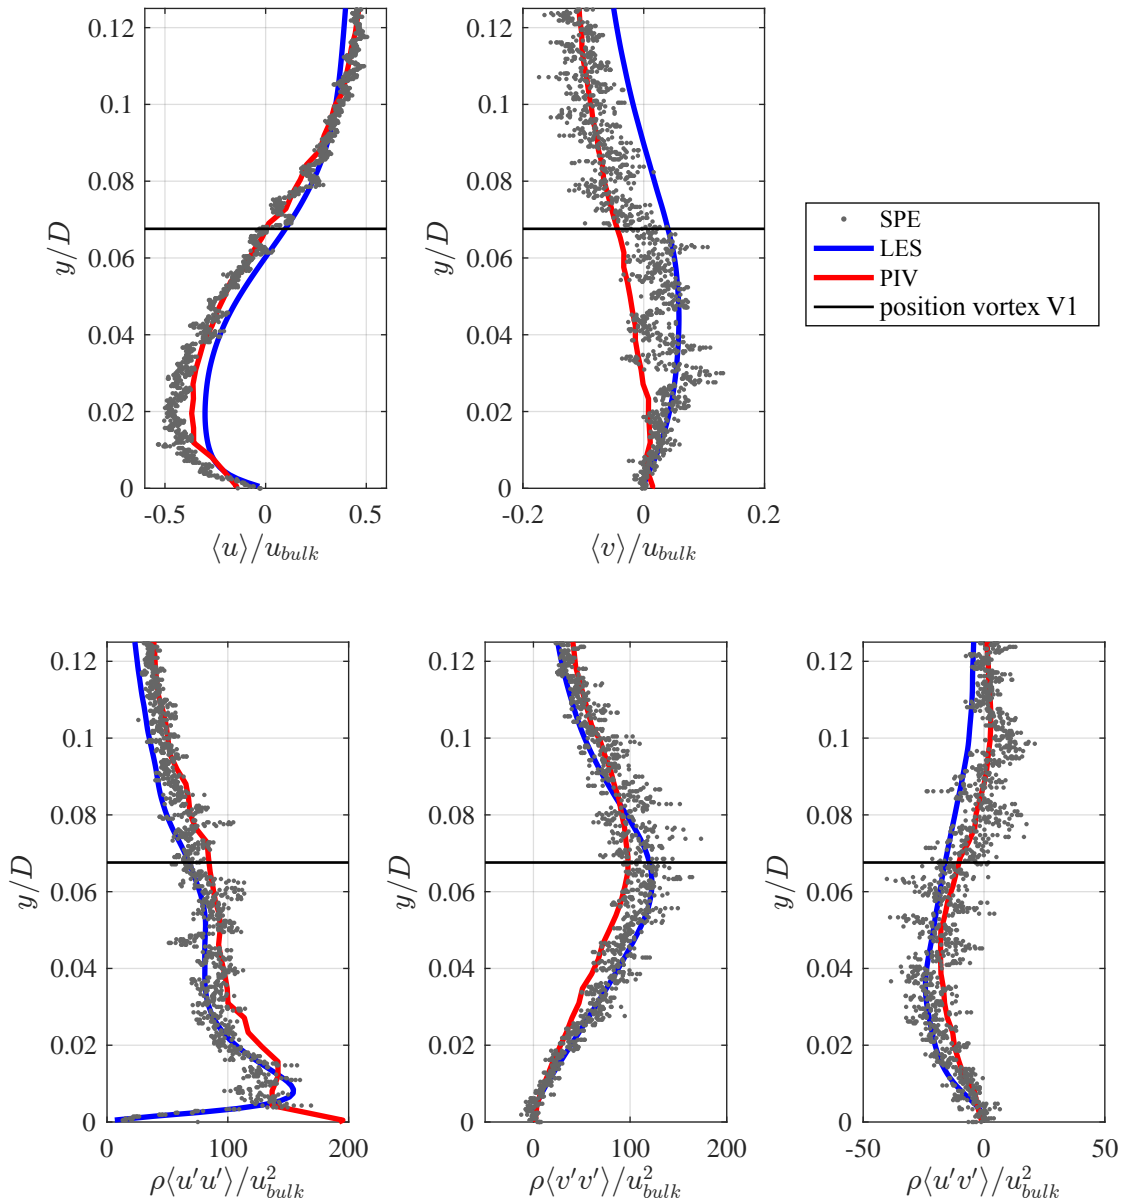 0.12
0.1
0.08
0.06
0.04
0.02
0
y/D
-0.5 0 0.5
⟨u⟩/u_bulk
0.12
0.1
0.08
0.06
0.04
0.02
0
y/D
-0.2 0 0.2
⟨v⟩/u_bulk
SPE
LES
PIV
position vortex V1
0.12
0.1
0.08
0.06
0.04
0.02
0
y/D
0 100 200
ρ⟨u′u′⟩/u²_bulk
0.12
0.1
0.08
0.06
0.04
0.02
0
y/D
0 100 200
ρ⟨v′v′⟩/u²_bulk
0.12
0.1
0.08
0.06
0.04
0.02
0
y/D
-50 0 50
ρ⟨u′v′⟩/u²_bulk